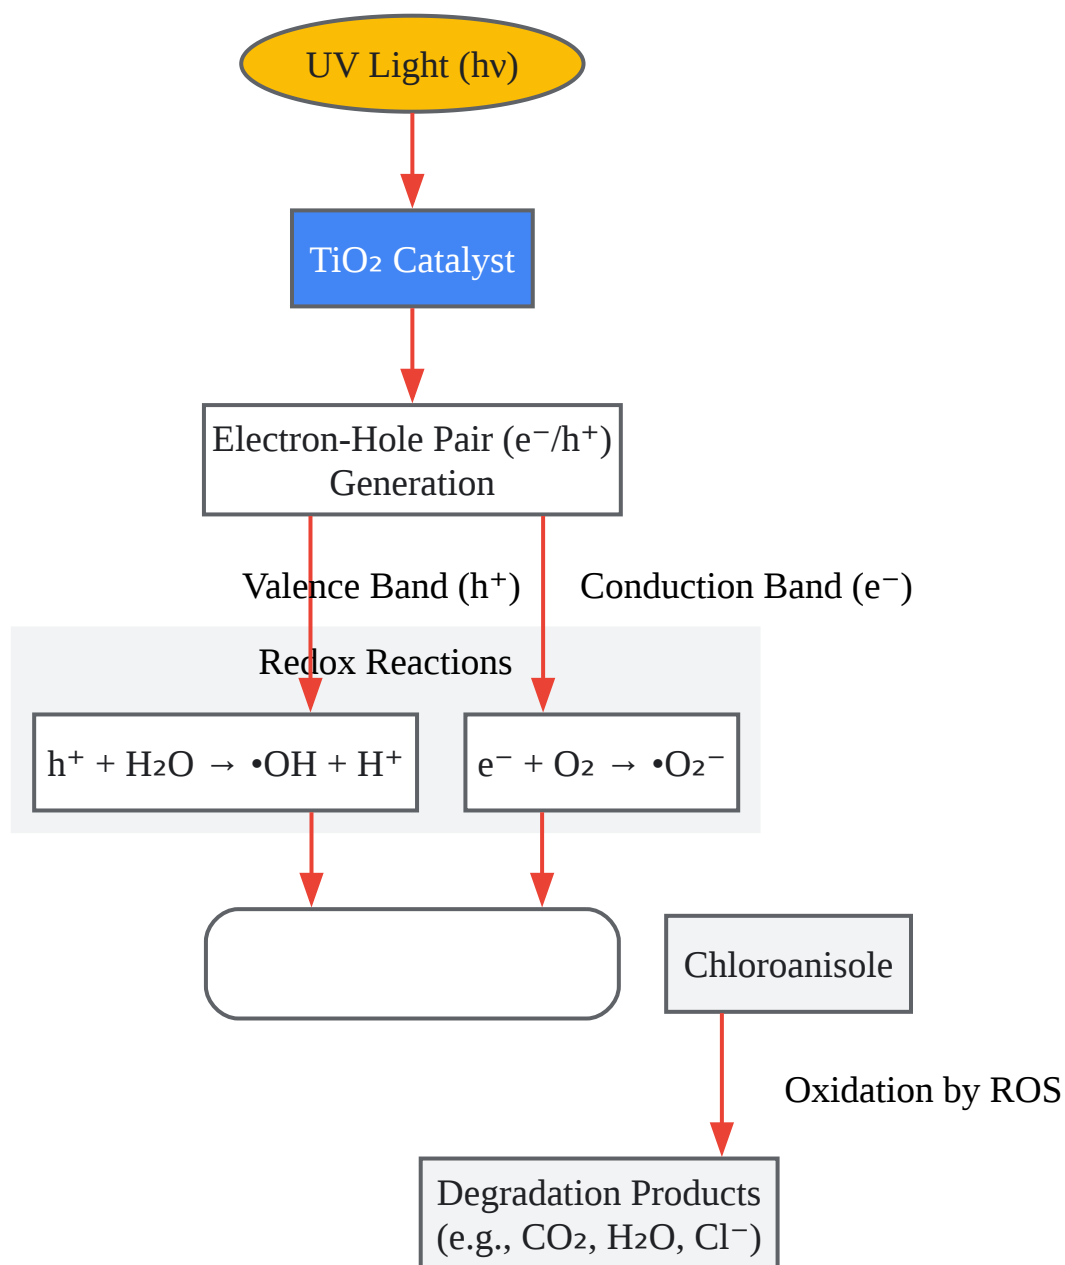 UV Light (hν)
TiO₂ Catalyst
Electron-Hole Pair (e⁻/h⁺)
Generation
Valence Band (h⁺)
Conduction Band (e⁻)
Redox Reactions
h⁺ + H₂O → •OH + H⁺
e⁻ + O₂ → •O₂⁻
Chloroanisole
Oxidation by ROS
Degradation Products
(e.g., CO₂, H₂O, Cl⁻)